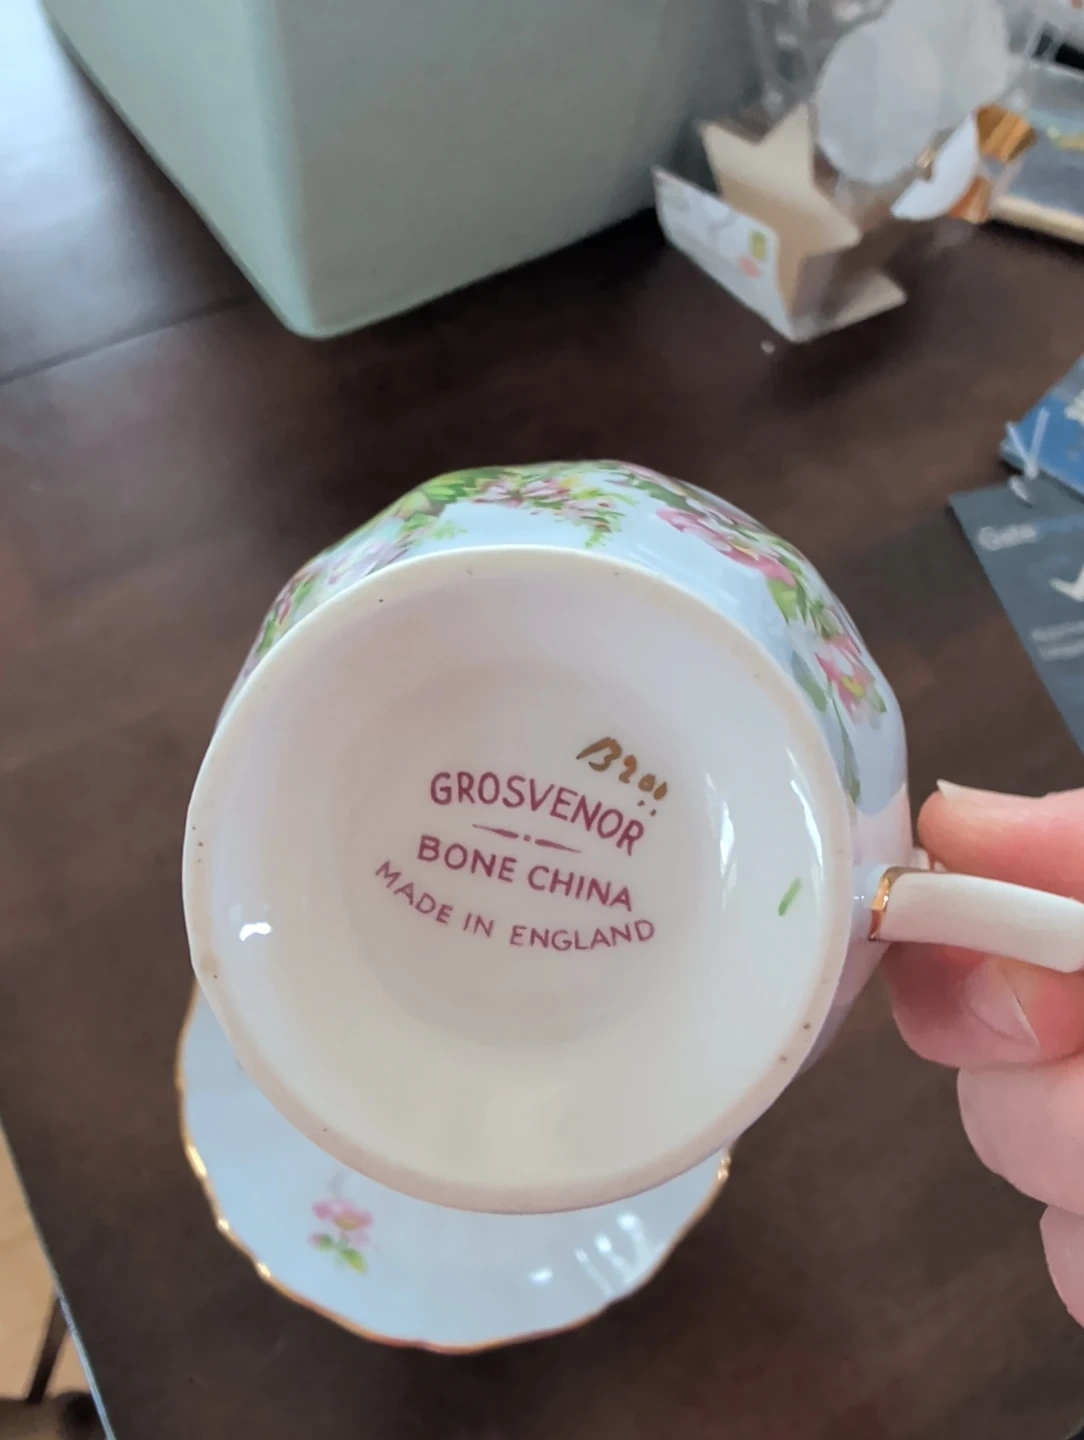 B200
GROSVENOR
BONE CHINA
MADE IN ENGLAND